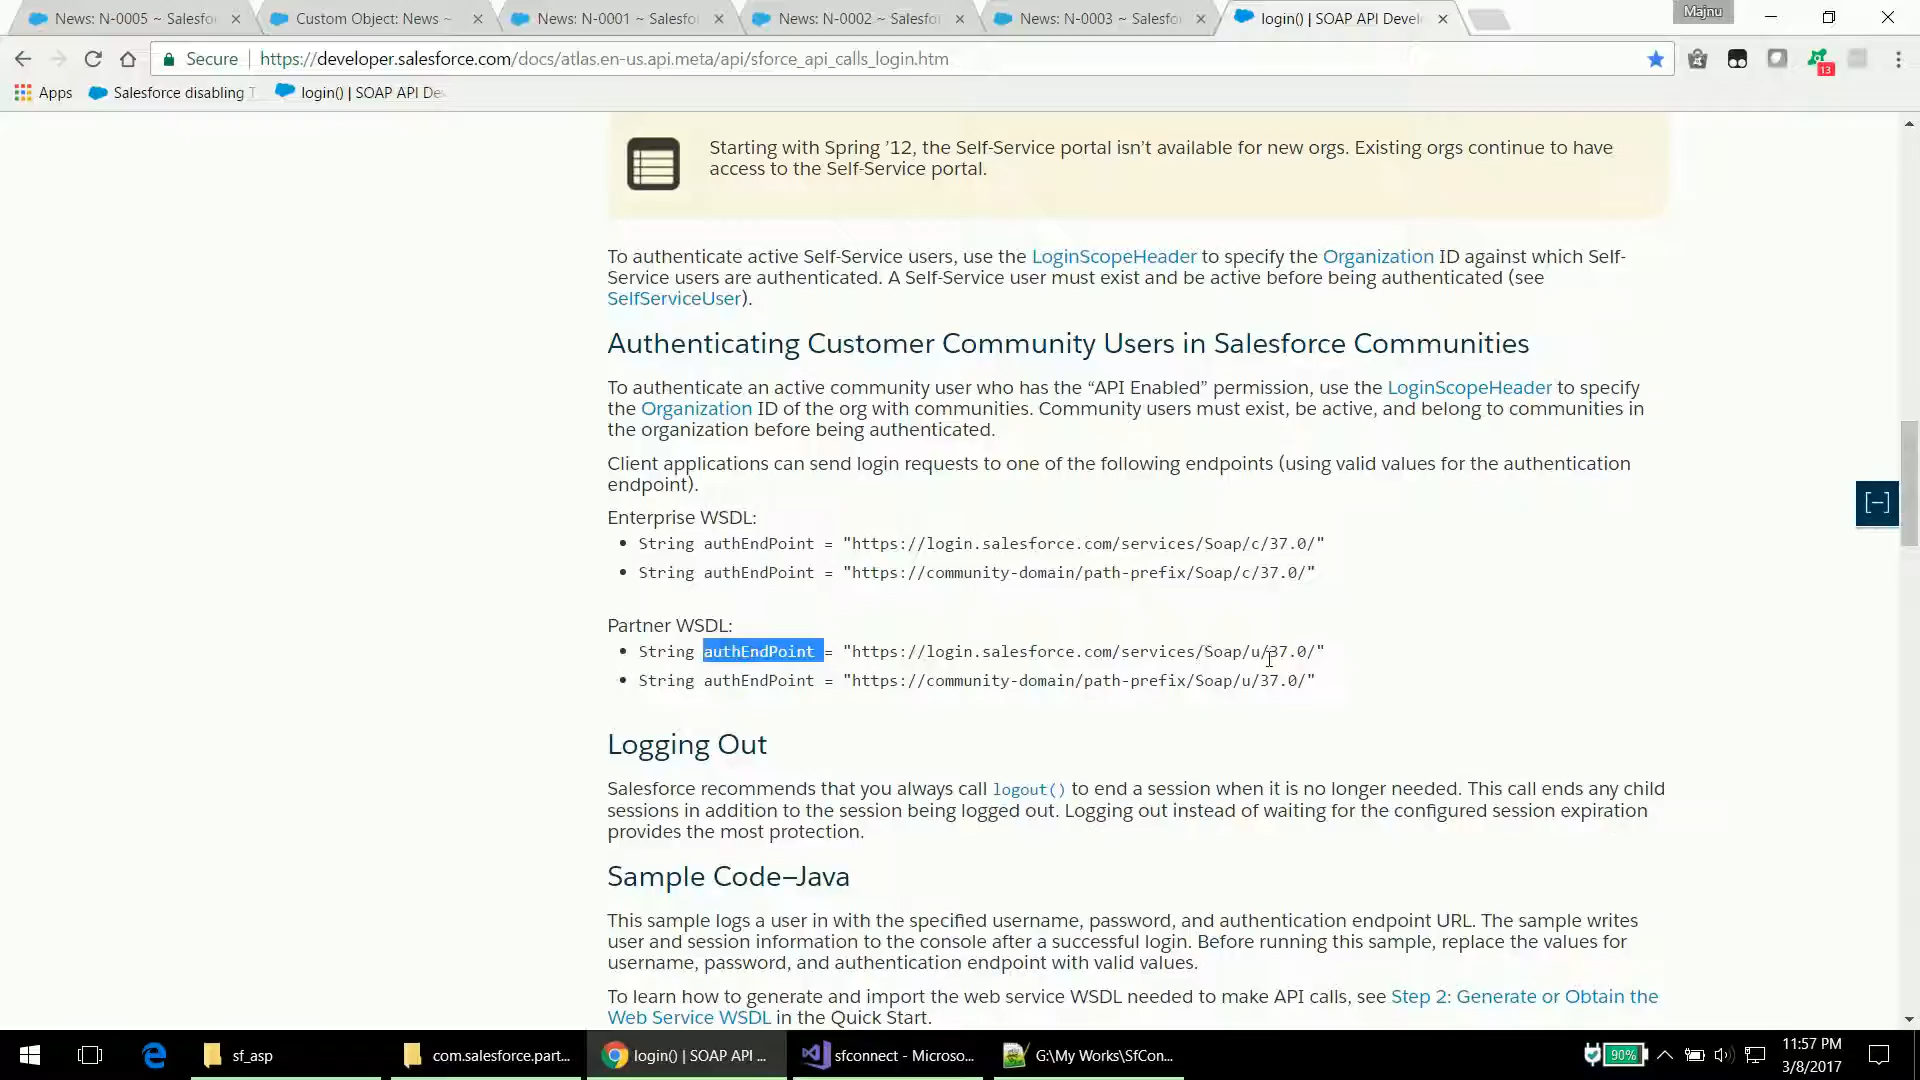 News: N-0005 ~ Salesfo
Custom Object: News ~
News: N-0001 ~ Salesfo
News: N-0002 ~ Salesfo
News: N-0003 ~ Salesfo
login() | SOAP API Devel
Majnu
Secure
https://developer.salesforce.com/docs/atlas.en-us.api.meta/api/sforce_api_calls_login.htm
13
Apps
Salesforce disabling T
login() | SOAP API De
Starting with Spring ’12, the Self-Service portal isn’t available for new orgs. Existing orgs continue to have
access to the Self-Service portal.
To authenticate active Self-Service users, use the LoginScopeHeader to specify the Organization ID against which Self-
Service users are authenticated. A Self-Service user must exist and be active before being authenticated (see
SelfServiceUser).
Authenticating Customer Community Users in Salesforce Communities
To authenticate an active community user who has the “API Enabled” permission, use the LoginScopeHeader to specify
the Organization ID of the org with communities. Community users must exist, be active, and belong to communities in
the organization before being authenticated.
Client applications can send login requests to one of the following endpoints (using valid values for the authentication
endpoint).
Enterprise WSDL:
• String authEndPoint = "https://login.salesforce.com/services/Soap/c/37.0/"
• String authEndPoint = "https://community-domain/path-prefix/Soap/c/37.0/"
Partner WSDL:
• String authEndPoint = "https://login.salesforce.com/services/Soap/u/37.0/"
• String authEndPoint = "https://community-domain/path-prefix/Soap/u/37.0/"
[-]
Logging Out
Salesforce recommends that you always call logout() to end a session when it is no longer needed. This call ends any child
sessions in addition to the session being logged out. Logging out instead of waiting for the configured session expiration
provides the most protection.
Sample Code—Java
This sample logs a user in with the specified username, password, and authentication endpoint URL. The sample writes
user and session information to the console after a successful login. Before running this sample, replace the values for
username, password, and authentication endpoint with valid values.
To learn how to generate and import the web service WSDL needed to make API calls, see Step 2: Generate or Obtain the
Web Service WSDL in the Quick Start.
sf_asp
com.salesforce.part...
login() | SOAP API ...
sfconnect - Microso...
G:\My Works\SfCon...
90%
11:57 PM
3/8/2017